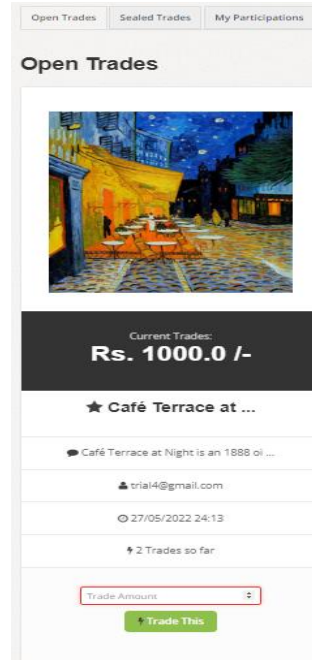 Open Trades
Sealed Trades
My Participations
Open Trades
Current Trades:
Rs. 1000.0 /-
Café Terrace at ...
Café Terrace at Night is an 1888 oi ...
trial4@gmail.com
27/05/2022 24:13
2 Trades so far
Trade Amount
Trade This